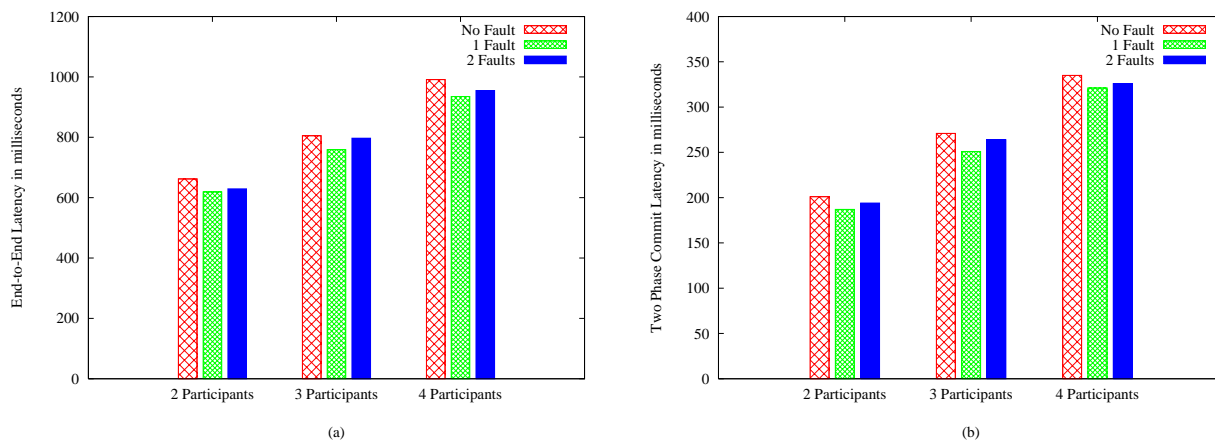 1200
1000
800
600
400
200
0
End-to-End Latency in milliseconds
No Fault
1 Fault
2 Faults
2 Participants
3 Participants
4 Participants
(a)
400
350
300
250
200
150
100
50
0
Two Phase Commit Latency in milliseconds
No Fault
1 Fault
2 Faults
2 Participants
3 Participants
4 Participants
(b)